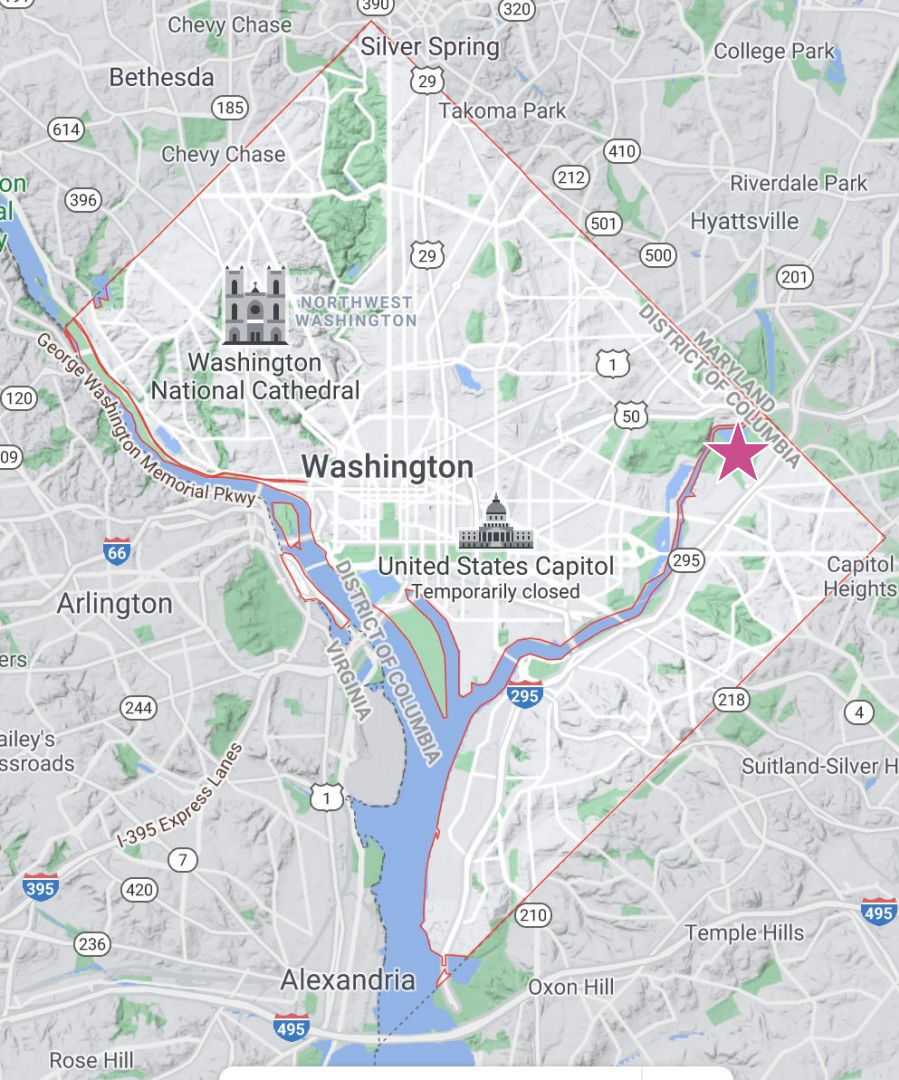 390
320
Chevy Chase
Silver Spring
College Park
Bethesda
29
185
Takoma Park
614
410
Chevy Chase
212
396
Riverdale Park
501
Hyattsville
29
500
201
NORTHWEST
WASHINGTON
MARYLAND
DISTRICT OF COLUMBIA
George Washington Memorial Pkwy
Washington
National Cathedral
1
120
50
Washington
66
United States Capitol
Temporarily closed
295
Capitol
Heights
Arlington
DISTRICT OF COLUMBIA
VIRGINIA
295
218
244
4
ailey's
ssroads
Suitland-Silver H
I-395 Express Lanes
1
7
395
420
210
495
236
Temple Hills
Alexandria
Oxon Hill
495
Rose Hill